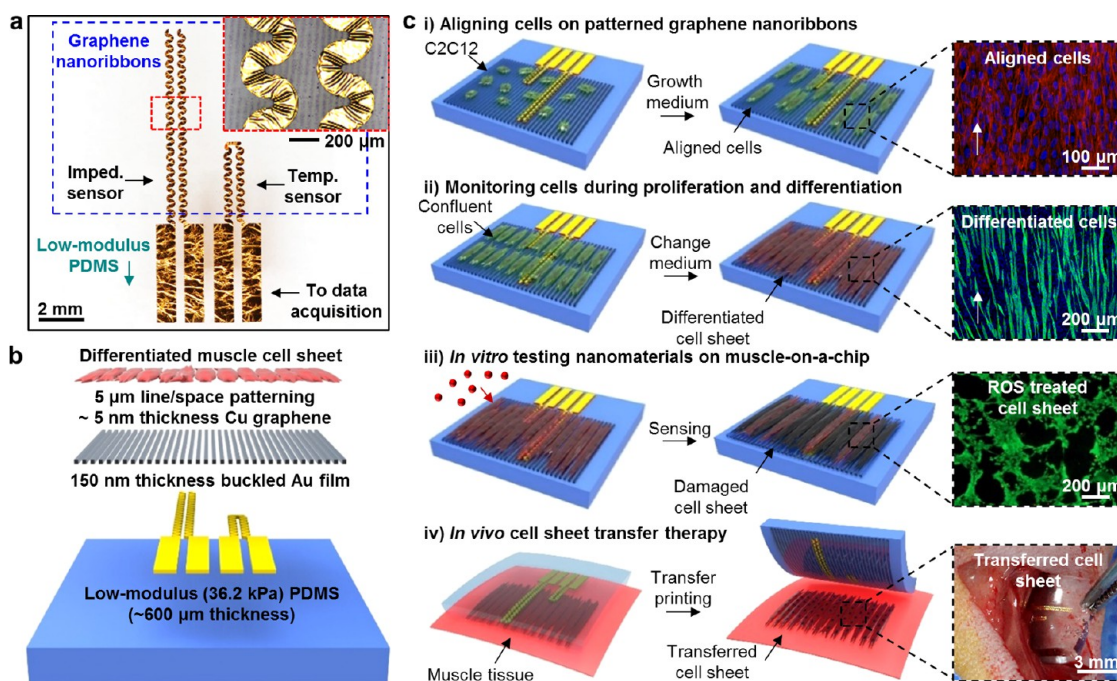 a
Graphene
nanoribbons
200 µm
Imped.
sensor
Temp.
sensor
Low-modulus
PDMS
To data
acquisition
2 mm
b
Differentiated muscle cell sheet
5 µm line/space patterning
~ 5 nm thickness Cu graphene
150 nm thickness buckled Au film
Low-modulus (36.2 kPa) PDMS
(~600 µm thickness)
c
i) Aligning cells on patterned graphene nanoribbons
C2C12
Growth
medium
Aligned cells
Aligned cells
100 µm
ii) Monitoring cells during proliferation and differentiation
Confluent
cells
Change
medium
Differentiated
cell sheet
Differentiated cells
200 µm
iii) In vitro testing nanomaterials on muscle-on-a-chip
Sensing
Damaged
cell sheet
ROS treated
cell sheet
200 µm
iv) In vivo cell sheet transfer therapy
Transfer
printing
Muscle tissue
Transferred
cell sheet
Transferred cell
sheet
3 mm